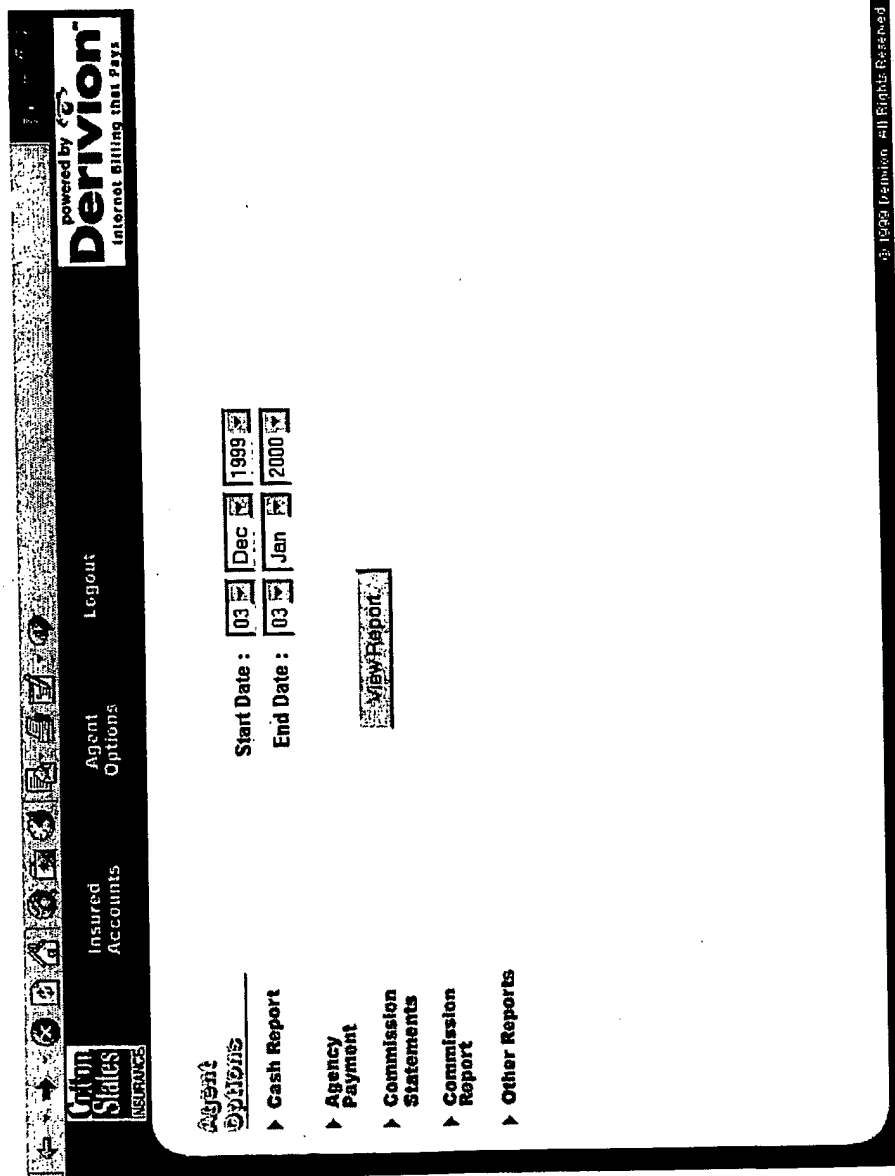 Cotton
States
INSURANCE
Insured
Accounts
Agent
Options
Logout
powered by
Derivion
Internet Billing that Pays
Agent
Options
Cash Report
Agency
Payment
Commission
Statements
Commission
Report
Other Reports
Start Date : 03 Dec 1999
End Date : 03 Jan 2000
View Report
© 1999 Derivion All Rights Reserved